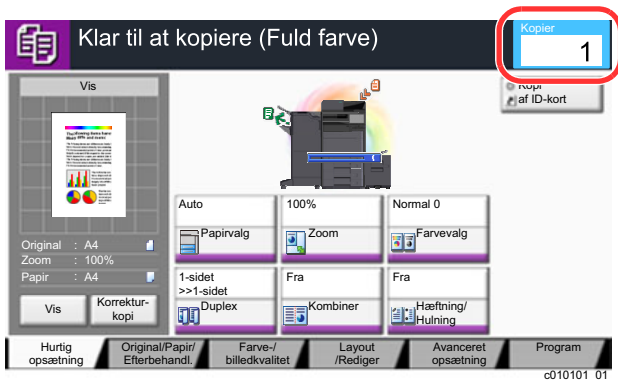 Klar til at kopiere (Fuld farve)
Kopier
1
Vis
Kopi
af ID-kort
Original : A4
Zoom : 100%
Papir : A4
Vis
Korrektur-
kopi
Auto
Papirvalg
100%
Zoom
Normal 0
Farvevalg
1-sidet
>>1-sidet
Duplex
Fra
Kombiner
Fra
Hæftning/
Hulning
Hurtig
opsætning
Original/Papir/
Efterbehandl.
Farve-/
billedkvalitet
Layout
/Rediger
Avanceret
opsætning
Program
c010101_01